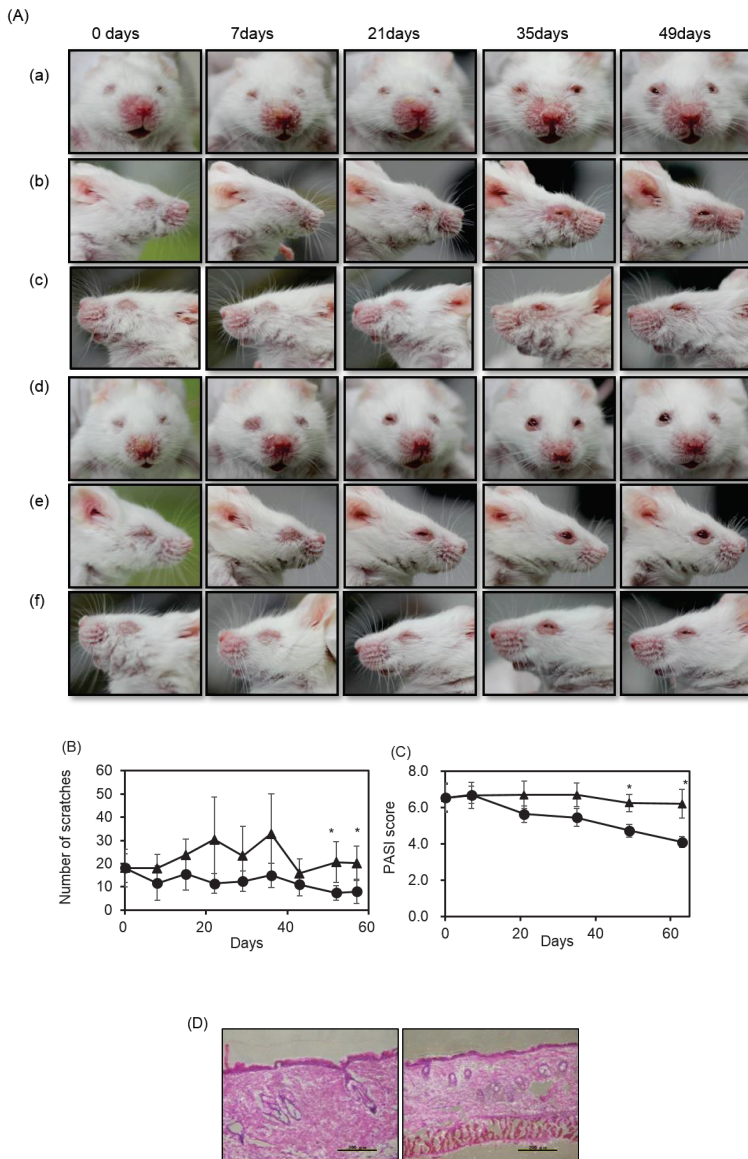 (A)
0 days 7days 21days 35days 49days
(a)
(b)
(c)
(d)
(e)
(f)
(B)
Number of scratches
60
50
40
30
20
10
0
* *
0 20 40 60
Days
(C)
PASI score
8.0
6.0
4.0
2.0
0.0
* *
0 20 40 60
Days
(D)